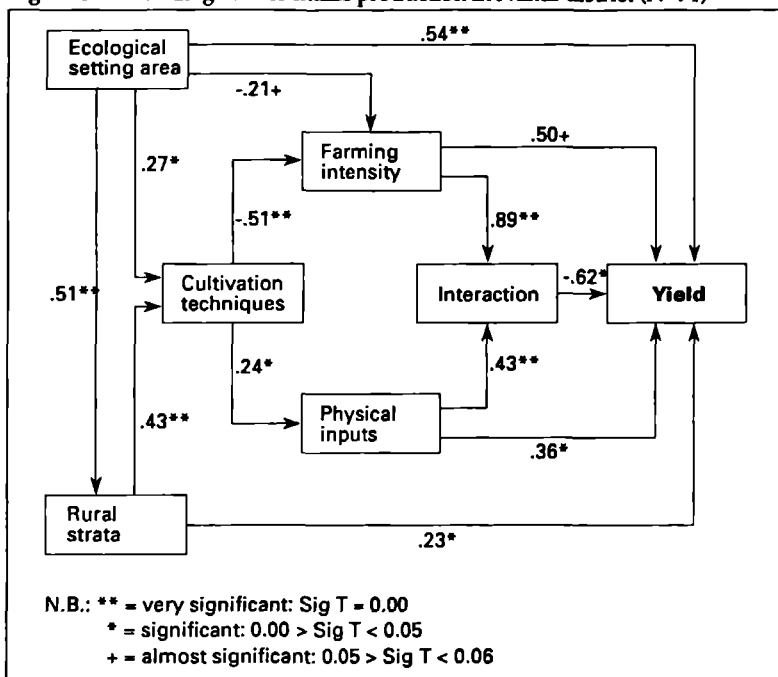 Ecological
setting area
.54**
-.21+
Farming
intensity
.50+
.27*
-.51**
.89**
Cultivation
techniques
Interaction
-.62*
Yield
.51**
.24*
.43**
.43**
Physical
inputs
.36*
Rural
strata
.23*
N.B.: ** = very significant: Sig T = 0.00
* = significant: 0.00 > Sig T < 0.05
+ = almost significant: 0.05 > Sig T < 0.06